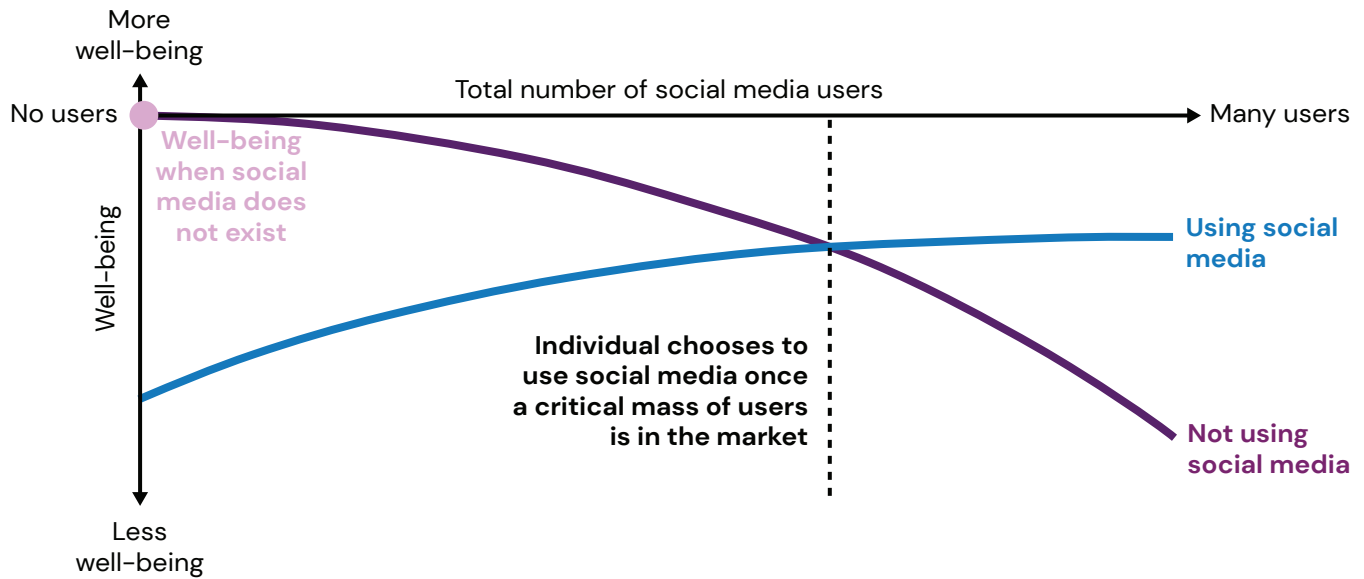 More
well-being
Total number of social media users
No users
Many users
Well-being
when social
media does
not exist
Well-being
Using social
media
Individual chooses to
use social media once
a critical mass of users
is in the market
Not using
social media
Less
well-being